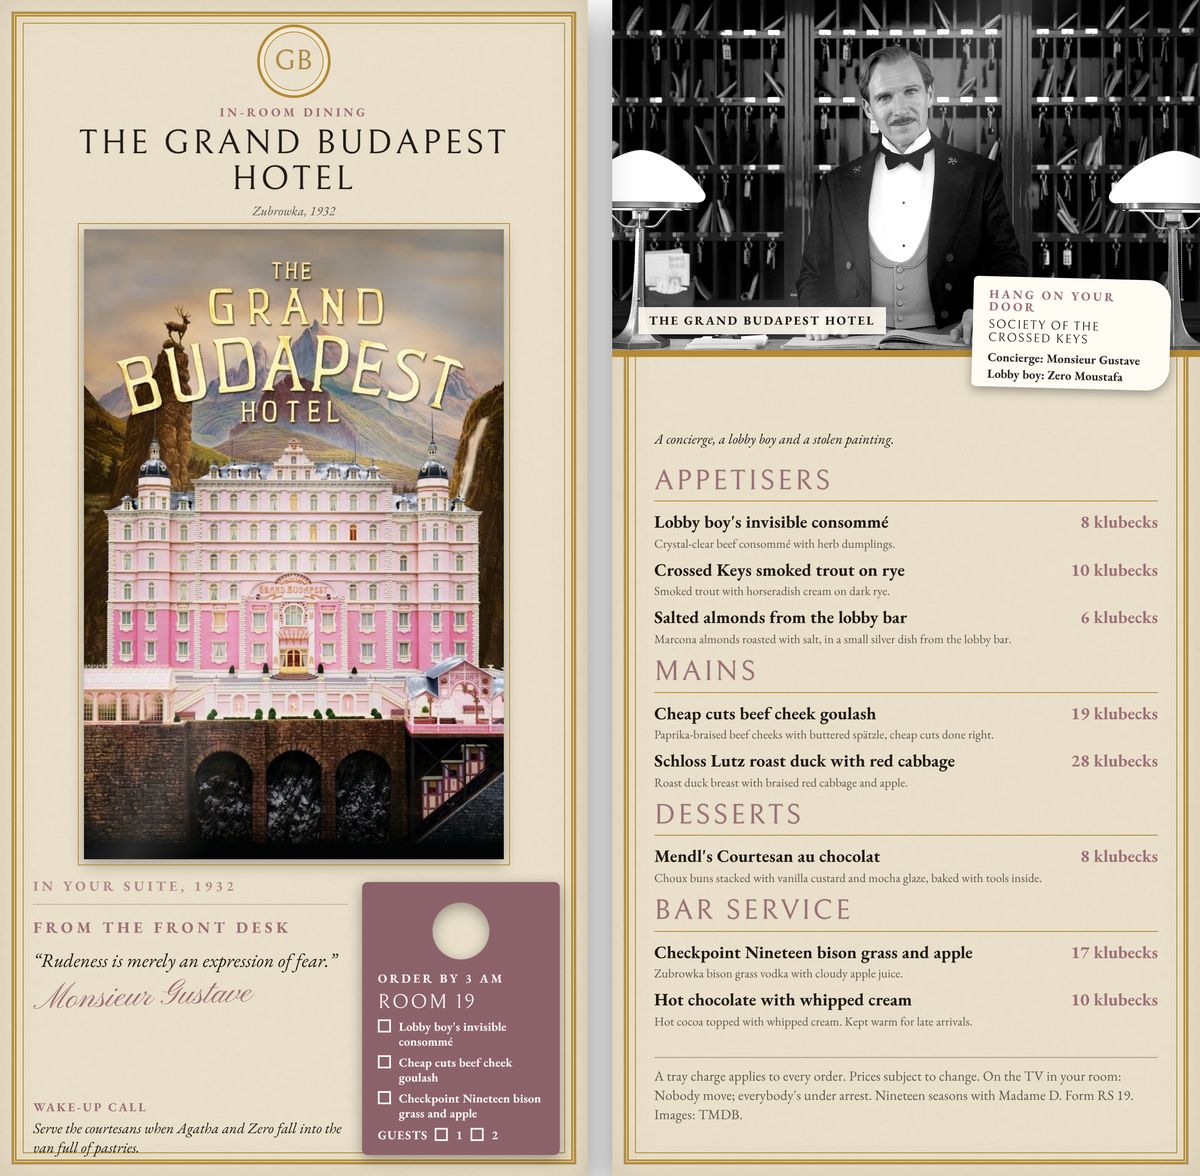 GB
IN-ROOM DINING
THE GRAND BUDAPEST
HOTEL
Zubrowka, 1932
THE
GRAND
BUDAPEST
HOTEL
GRAND BUDAPEST
IN YOUR SUITE, 1932
FROM THE FRONT DESK
“Rudeness is merely an expression of fear.”
Monsieur Gustave
WAKE-UP CALL
Serve the courtesans when Agatha and Zero fall into the
van full of pastries.
ORDER BY 3 AM
ROOM 19
Lobby boy's invisible
consommé
Cheap cuts beef cheek
goulash
Checkpoint Nineteen bison
grass and apple
GUESTS 1 2
THE GRAND BUDAPEST HOTEL
HANG ON YOUR
DOOR
SOCIETY OF THE
CROSSED KEYS
Concierge: Monsieur Gustave
Lobby boy: Zero Moustafa
A concierge, a lobby boy and a stolen painting.
APPETISERS
Lobby boy's invisible consommé 8 klubecks
Crystal-clear beef consommé with herb dumplings.
Crossed Keys smoked trout on rye 10 klubecks
Smoked trout with horseradish cream on dark rye.
Salted almonds from the lobby bar 6 klubecks
Marcona almonds roasted with salt, in a small silver dish from the lobby bar.
MAINS
Cheap cuts beef cheek goulash 19 klubecks
Paprika-braised beef cheeks with buttered spätzle, cheap cuts done right.
Schloss Lutz roast duck with red cabbage 28 klubecks
Roast duck breast with braised red cabbage and apple.
DESSERTS
Mendl's Courtesan au chocolat 8 klubecks
Choux buns stacked with vanilla custard and mocha glaze, baked with tools inside.
BAR SERVICE
Checkpoint Nineteen bison grass and apple 17 klubecks
Zubrowka bison grass vodka with cloudy apple juice.
Hot chocolate with whipped cream 10 klubecks
Hot cocoa topped with whipped cream. Kept warm for late arrivals.
A tray charge applies to every order. Prices subject to change. On the TV in your room:
Nobody move; everybody's under arrest. Nineteen seasons with Madame D. Form RS 19.
Images: TMDB.